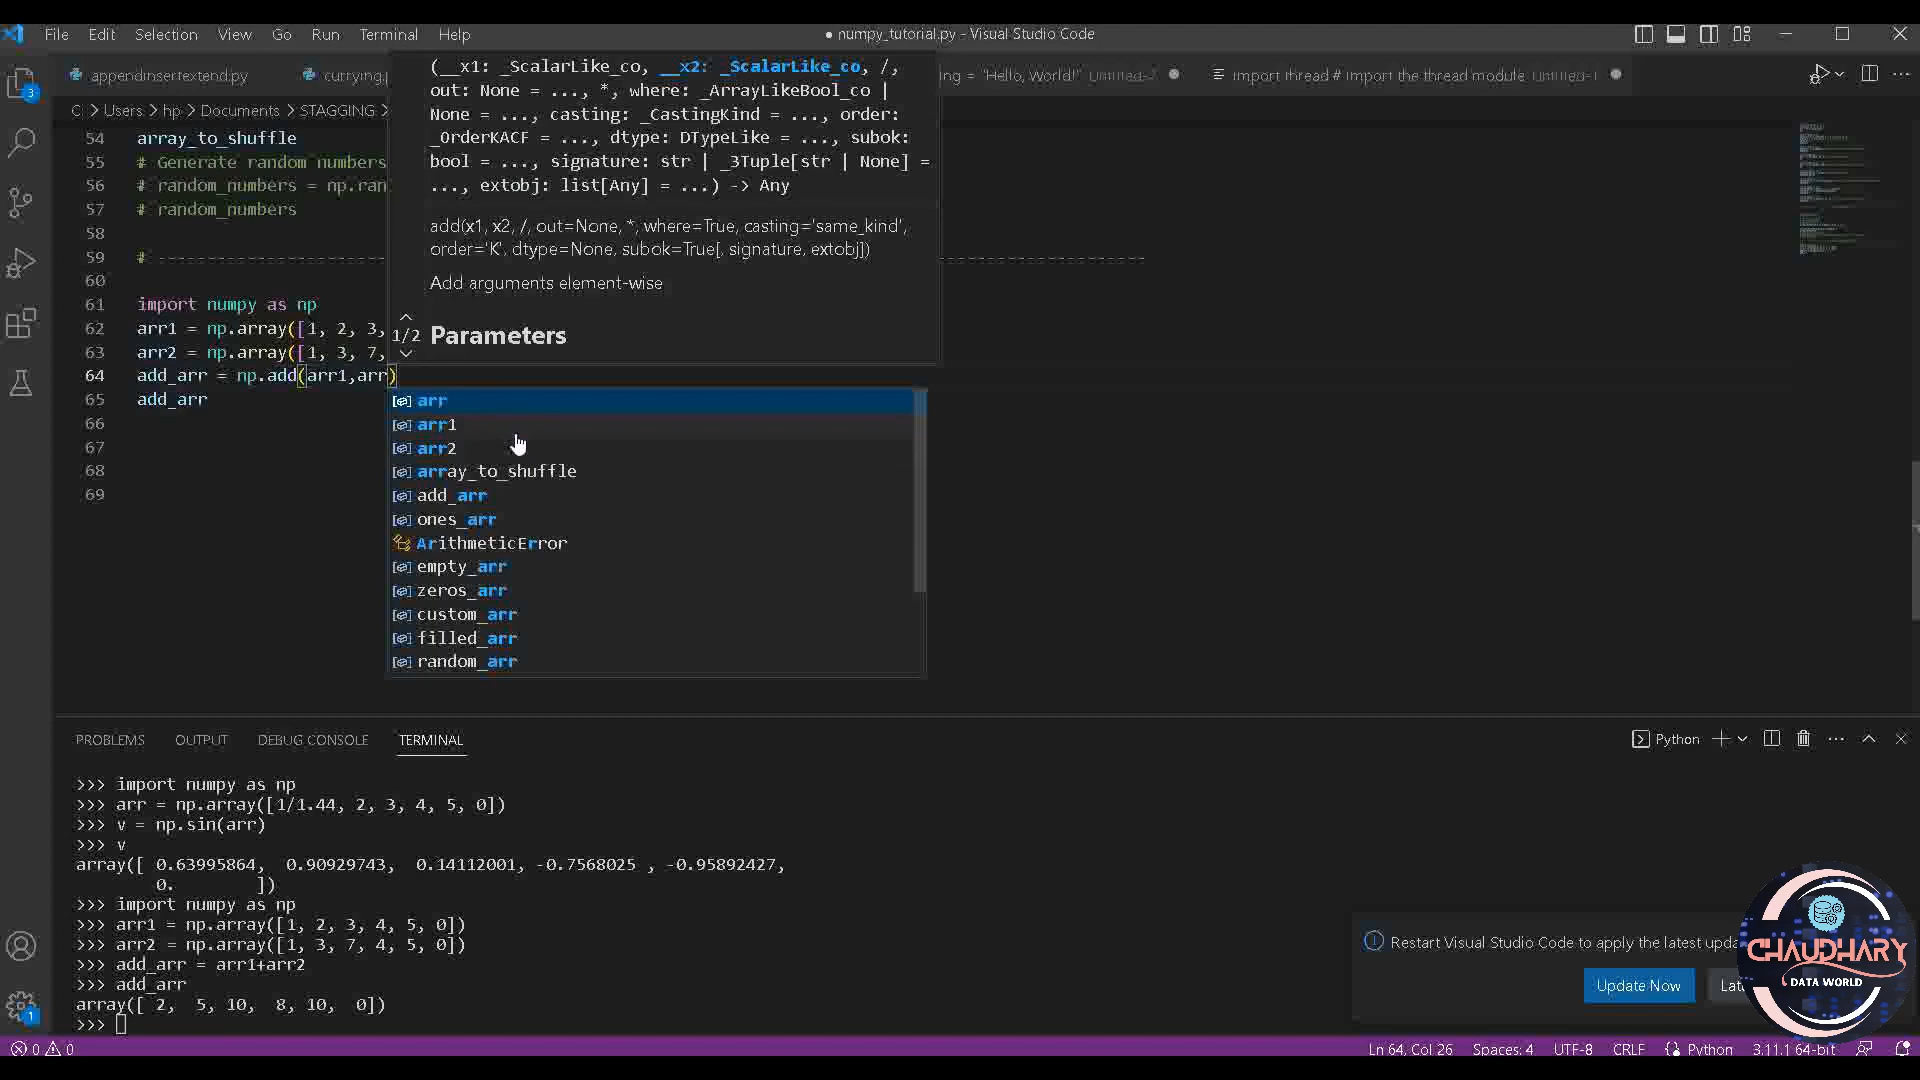 File Edit Selection View Go Run Terminal Help
● numpy_tutorial.py - Visual Studio Code
appendinsertextend.py
currying.
ng = "Hello, World!" Untitled-
import thread # import the thread module Untitled-1
C: > Users > hp > Documents > STAGGING >
54 array_to_shuffle
55 # Generate random numbers
56 # random_numbers = np.ran
57 # random_numbers
58
59 # ----------------------------------------
60
61 import numpy as np
62 arr1 = np.array([1, 2, 3,
63 arr2 = np.array([1, 3, 7,
64 add_arr = np.add(arr1,arr)
65 add_arr
66
67
68
69
(__x1: _ScalarLike_co, __x2: _ScalarLike_co, /,
out: None = ..., *, where: _ArrayLikeBool_co |
None = ..., casting: _CastingKind = ..., order:
_OrderKACF = ..., dtype: DTypeLike = ..., subok:
bool = ..., signature: str | _3Tuple[str | None] =
..., extobj: list[Any] = ...) -> Any
add(x1, x2, /, out=None, *, where=True, casting='same_kind',
order='K', dtype=None, subok=True[, signature, extobj])
Add arguments element-wise
1/2
Parameters
arr
arr1
arr2
array_to_shuffle
add_arr
ones_arr
ArithmeticError
empty_arr
zeros_arr
custom_arr
filled_arr
random_arr
PROBLEMS OUTPUT DEBUG CONSOLE TERMINAL
Python
>>> import numpy as np
>>> arr = np.array([1/1.44, 2, 3, 4, 5, 0])
>>> v = np.sin(arr)
>>> v
array([ 0.63995864,  0.90929743,  0.14112001, -0.7568025 , -0.95892427,
        0.        ])
>>> import numpy as np
>>> arr1 = np.array([1, 2, 3, 4, 5, 0])
>>> arr2 = np.array([1, 3, 7, 4, 5, 0])
>>> add_arr = arr1+arr2
>>> add_arr
array([ 2,  5, 10,  8, 10,  0])
>>>
Restart Visual Studio Code to apply the latest upda
Update Now
Lat
CHAUDHARY
DATA WORLD
3
1
0 0
Ln 64, Col 26 Spaces: 4 UTF-8 CRLF Python 3.11.1 64-bit